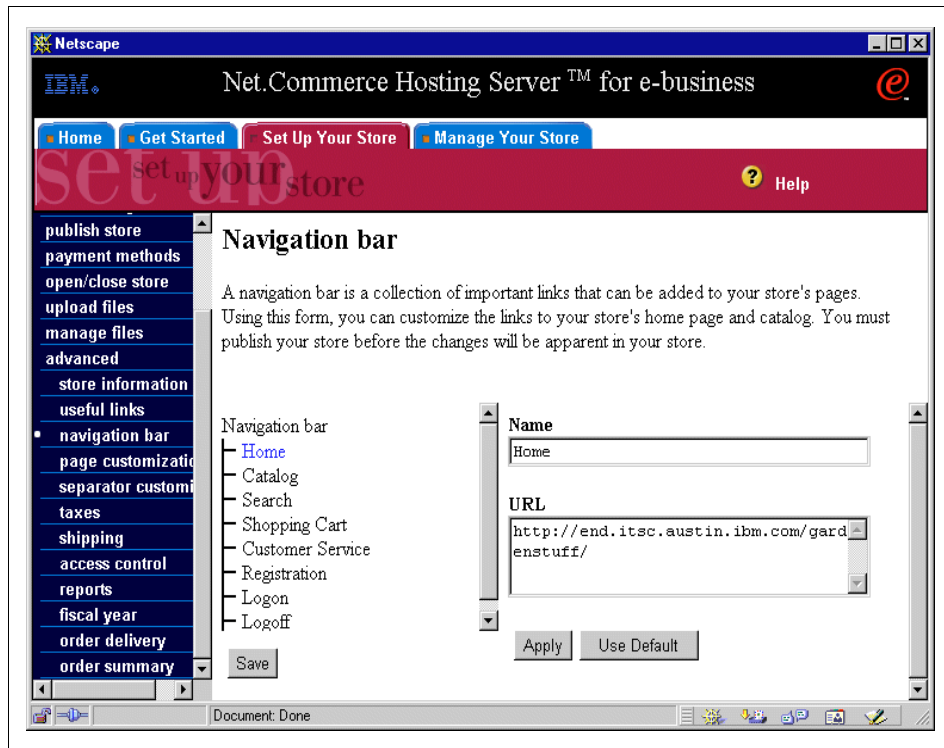 Netscape
IBM®
Net.Commerce Hosting Server ™ for e-business
e
Home
Get Started
Set Up Your Store
Manage Your Store
set up
set up your store
? Help
publish store
payment methods
open/close store
upload files
manage files
advanced
store information
useful links
navigation bar
page customizatio
separator customi
taxes
shipping
access control
reports
fiscal year
order delivery
order summary
Navigation bar
A navigation bar is a collection of important links that can be added to your store's pages.
Using this form, you can customize the links to your store's home page and catalog. You must
publish your store before the changes will be apparent in your store.
Navigation bar
Home
Catalog
Search
Shopping Cart
Customer Service
Registration
Logon
Logoff
Save
Name
Home
URL
http://end.itsc.austin.ibm.com/gard
enstuff/
Apply
Use Default
Document: Done